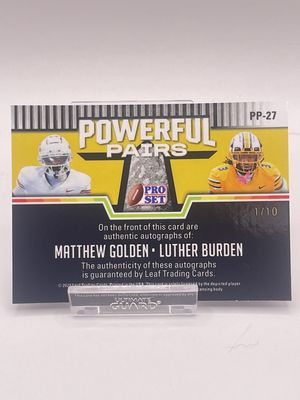 PP-27
POWERFUL
PAIRS
PRO
SET
1/10
On the front of this card are
authentic autographs of:
MATTHEW GOLDEN • LUTHER BURDEN
The authenticity of these autographs
is guaranteed by Leaf Trading Cards.
ULTIMATE
GUARD